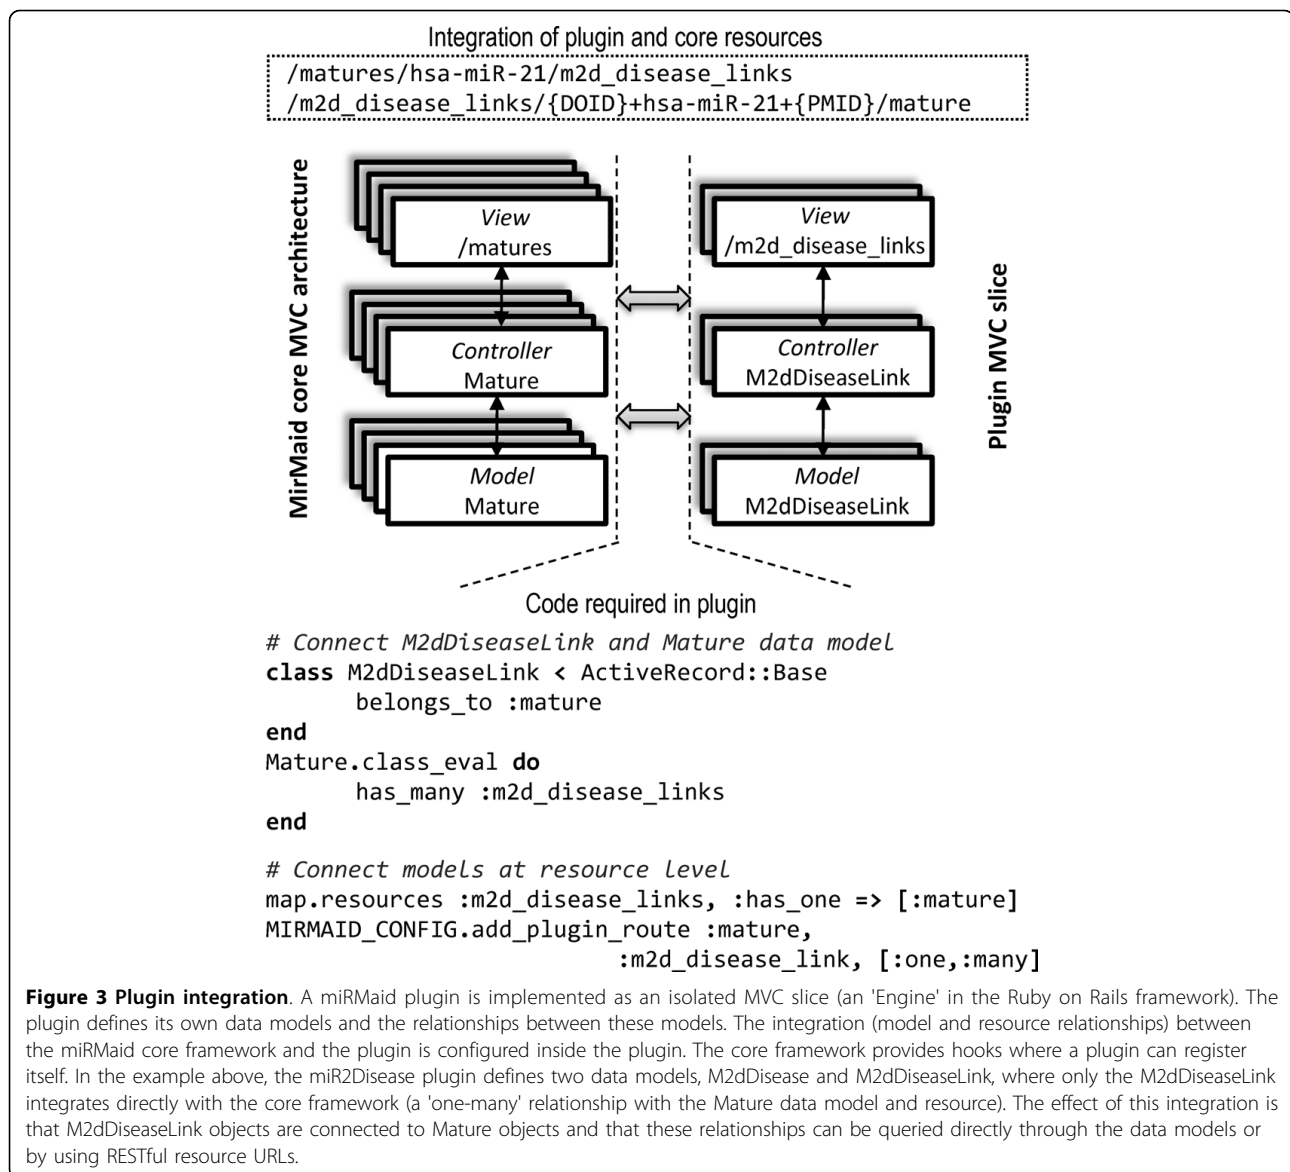 Integration of plugin and core resources
/matures/hsa-miR-21/m2d_disease_links
/m2d_disease_links/{DOID}+hsa-miR-21+{PMID}/mature
MirMaid core MVC architecture
View
/matures
Controller
Mature
Model
Mature
View
/m2d_disease_links
Controller
M2dDiseaseLink
Model
M2dDiseaseLink
Plugin MVC slice
Code required in plugin
# Connect M2dDiseaseLink and Mature data model
class M2dDiseaseLink < ActiveRecord::Base
belongs_to :mature
end
Mature.class_eval do
has_many :m2d_disease_links
end
# Connect models at resource level
map.resources :m2d_disease_links, :has_one => [:mature]
MIRMAID_CONFIG.add_plugin_route :mature,
:m2d_disease_link, [:one,:many]
Figure 3 Plugin integration. A miRMaid plugin is implemented as an isolated MVC slice (an 'Engine' in the Ruby on Rails framework). The
plugin defines its own data models and the relationships between these models. The integration (model and resource relationships) between
the miRMaid core framework and the plugin is configured inside the plugin. The core framework provides hooks where a plugin can register
itself. In the example above, the miR2Disease plugin defines two data models, M2dDisease and M2dDiseaseLink, where only the M2dDiseaseLink
integrates directly with the core framework (a 'one-many' relationship with the Mature data model and resource). The effect of this integration is
that M2dDiseaseLink objects are connected to Mature objects and that these relationships can be queried directly through the data models or
by using RESTful resource URLs.